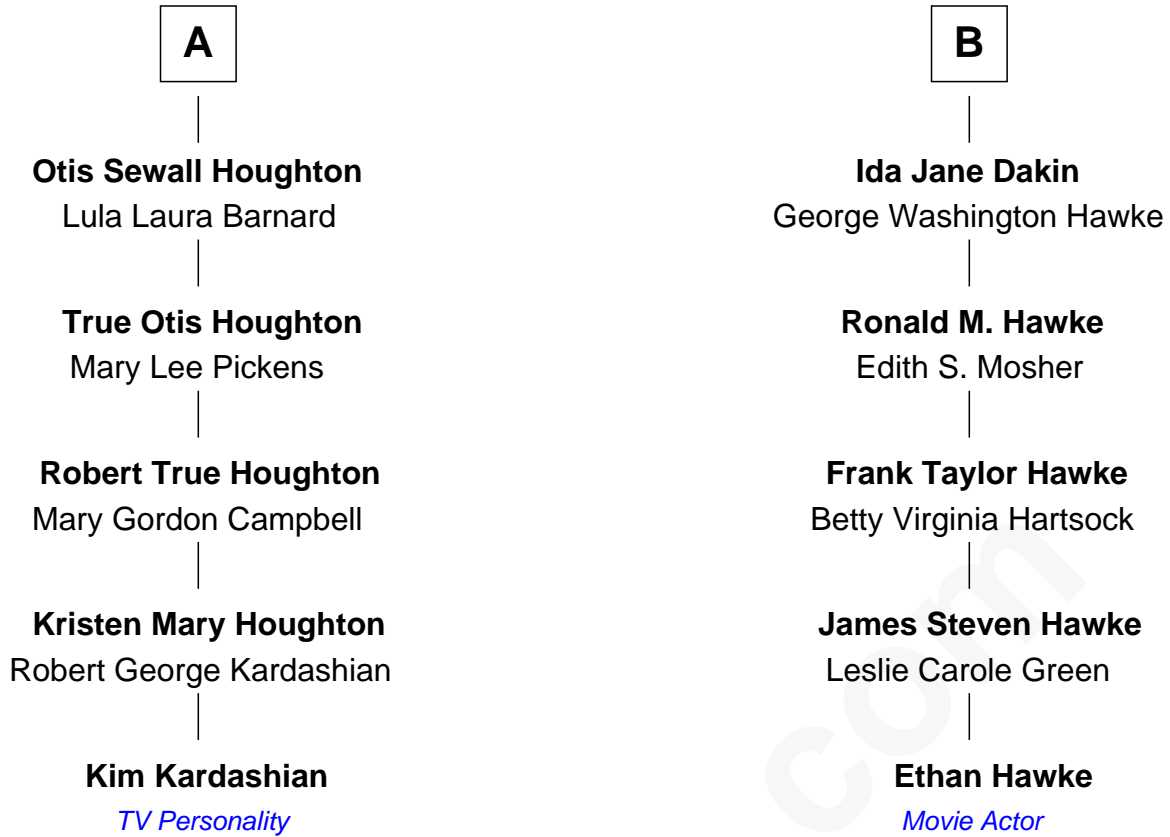 A
Otis Sewall Houghton
Lula Laura Barnard
True Otis Houghton
Mary Lee Pickens
Robert True Houghton
Mary Gordon Campbell
Kristen Mary Houghton
Robert George Kardashian
Kim Kardashian
TV Personality
B
Ida Jane Dakin
George Washington Hawke
Ronald M. Hawke
Edith S. Mosher
Frank Taylor Hawke
Betty Virginia Hartsock
James Steven Hawke
Leslie Carole Green
Ethan Hawke
Movie Actor
com